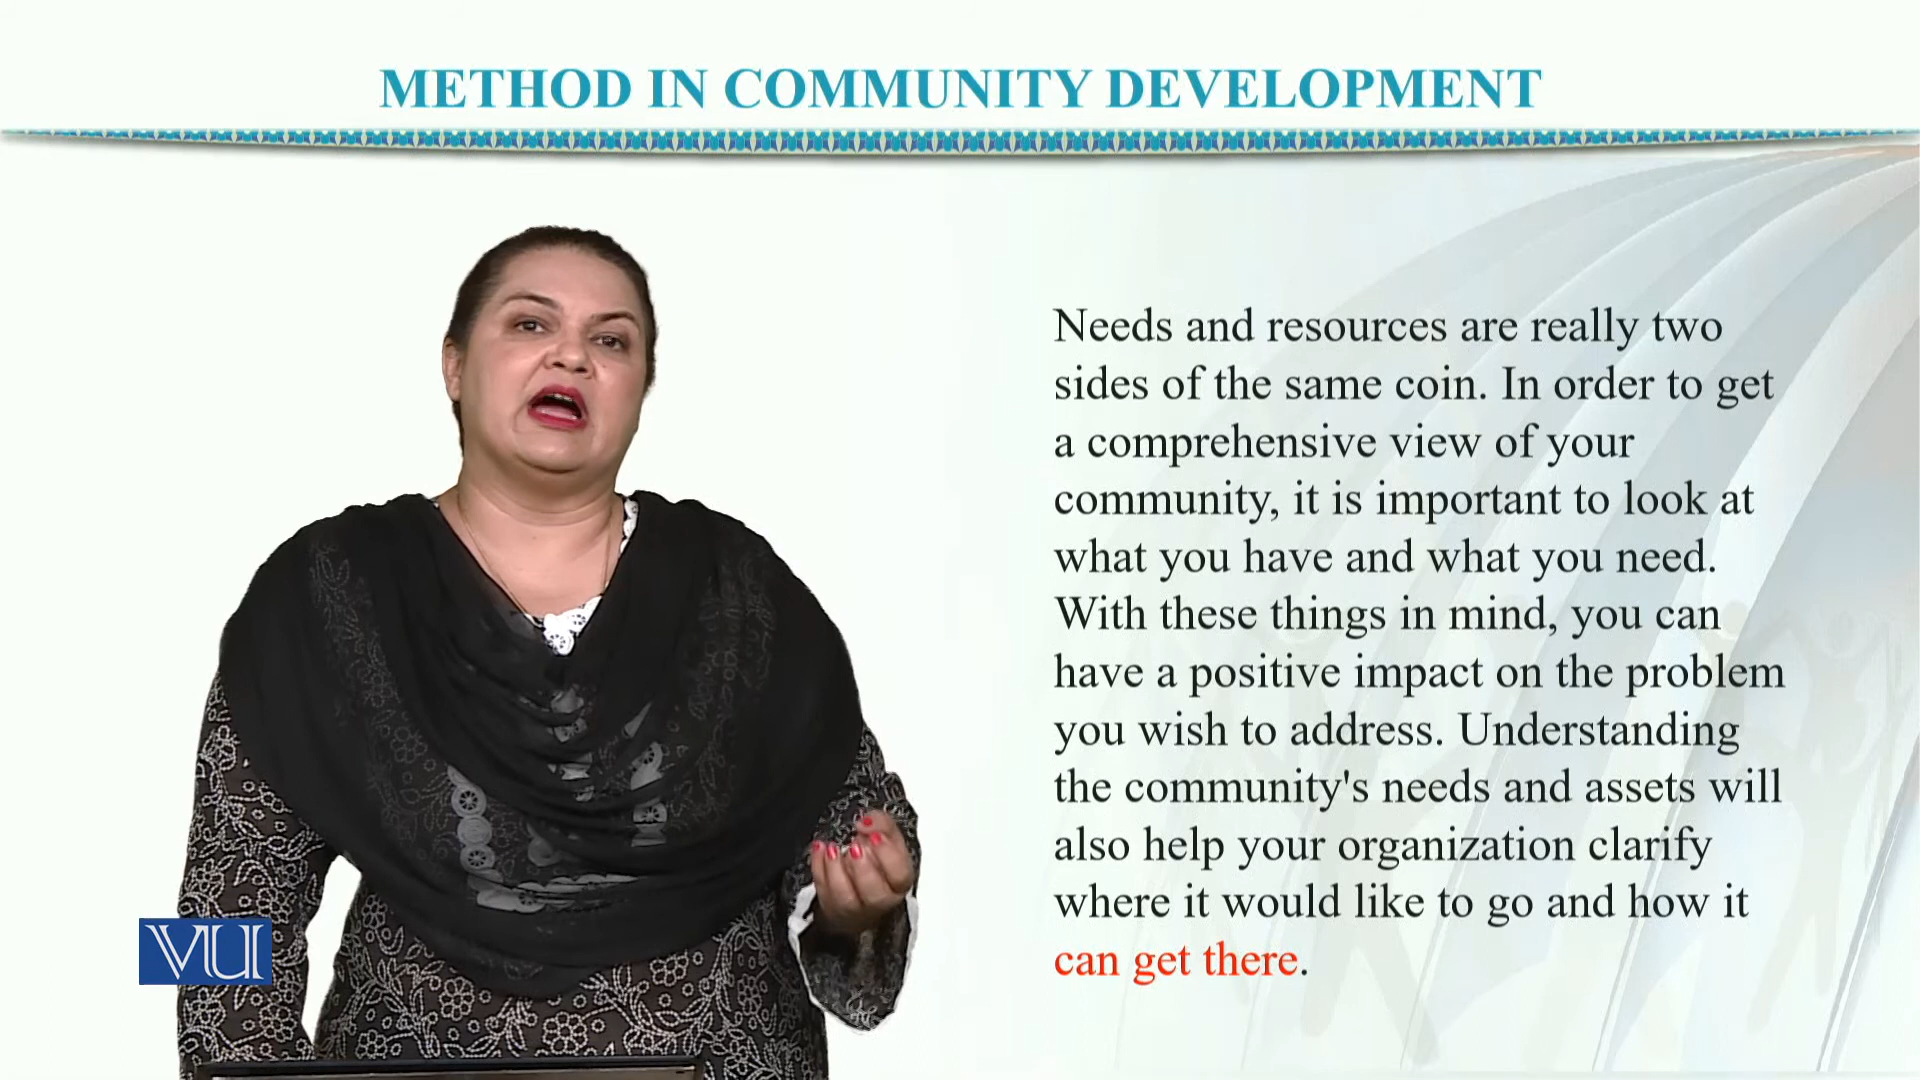 METHOD IN COMMUNITY DEVELOPMENT
Needs and resources are really two
sides of the same coin. In order to get
a comprehensive view of your
community, it is important to look at
what you have and what you need.
With these things in mind, you can
have a positive impact on the problem
you wish to address. Understanding
the community's needs and assets will
also help your organization clarify
where it would like to go and how it
can get there.
VU